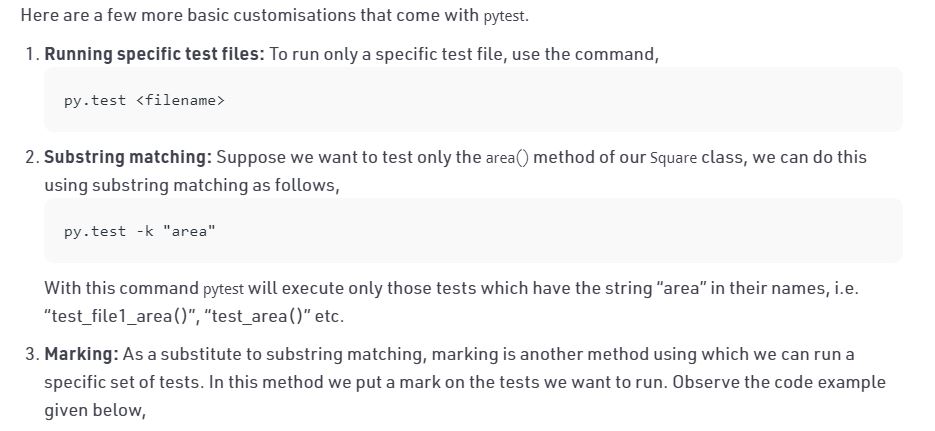 Here are a few more basic customisations that come with pytest.
1. Running specific test files: To run only a specific test file, use the command,
py.test <filename>
2. Substring matching: Suppose we want to test only the area() method of our Square class, we can do this
using substring matching as follows,
py.test -k "area"
With this command pytest will execute only those tests which have the string “area” in their names, i.e.
“test_file1_area()”, “test_area()” etc.
3. Marking: As a substitute to substring matching, marking is another method using which we can run a
specific set of tests. In this method we put a mark on the tests we want to run. Observe the code example
given below,